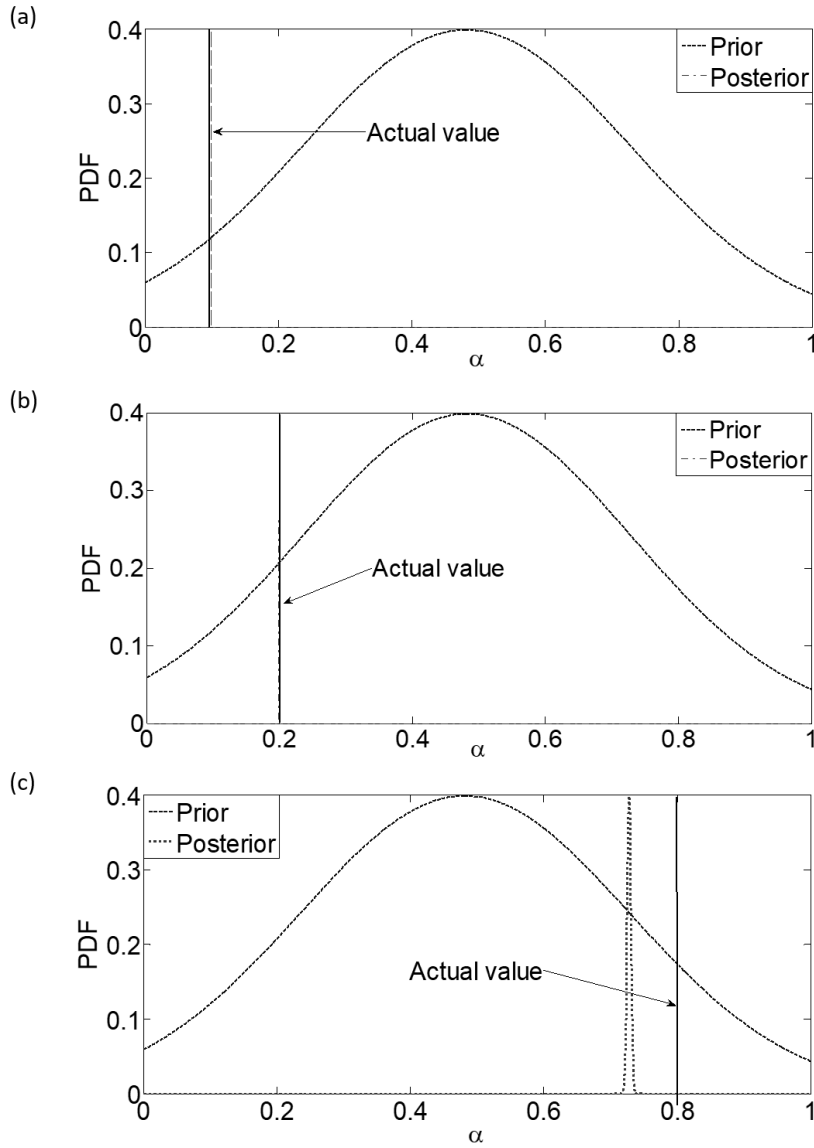 (a)
0.4
Prior
Posterior
0.3
Actual value
PDF
0.2
0.1
0
0 0.2 0.4 0.6 0.8 1
α
(b)
0.4
Prior
Posterior
0.3
PDF
0.2
Actual value
0.1
0
0 0.2 0.4 0.6 0.8 1
α
(c)
0.4
Prior
Posterior
0.3
PDF
0.2
Actual value
0.1
0
0 0.2 0.4 0.6 0.8 1
α